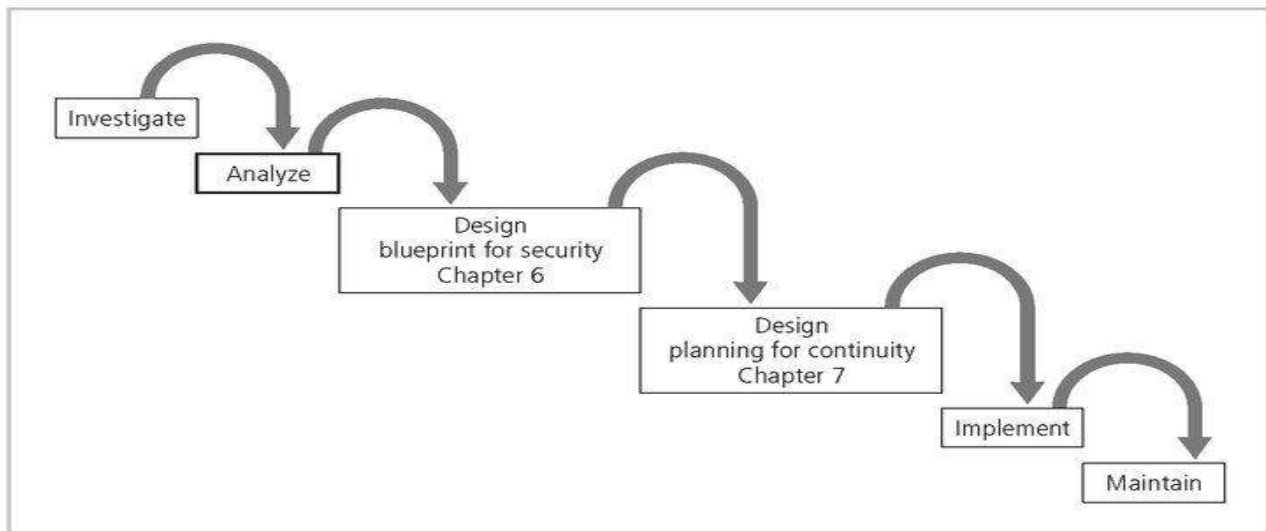 Investigate
Analyze
Design
blueprint for security
Chapter 6
Design
planning for continuity
Chapter 7
Implement
Maintain